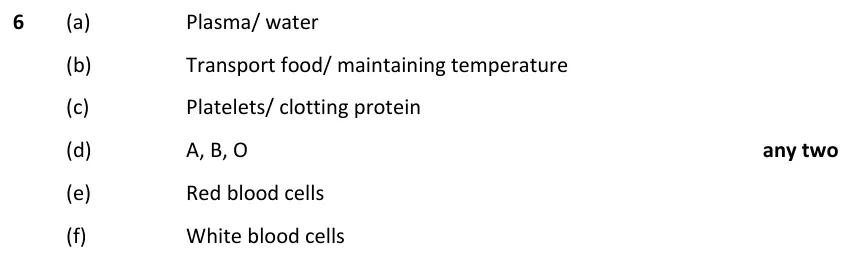 6 (a) Plasma/ water
(b) Transport food/ maintaining temperature
(c) Platelets/ clotting protein
(d) A, B, O any two
(e) Red blood cells
(f) White blood cells